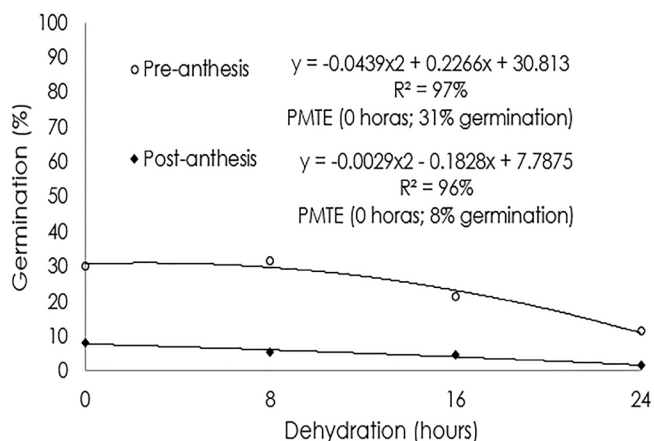 100
90
80
70
60
50
40
30
20
10
0
Germination (%)
Pre-anthesis
y = -0.0439x2 + 0.2266x + 30.813
R² = 97%
PMTE (0 horas; 31% germination)
Post-anthesis
y = -0.0029x2 - 0.1828x + 7.7875
R² = 96%
PMTE (0 horas; 8% germination)
0 8 16 24
Dehydration (hours)